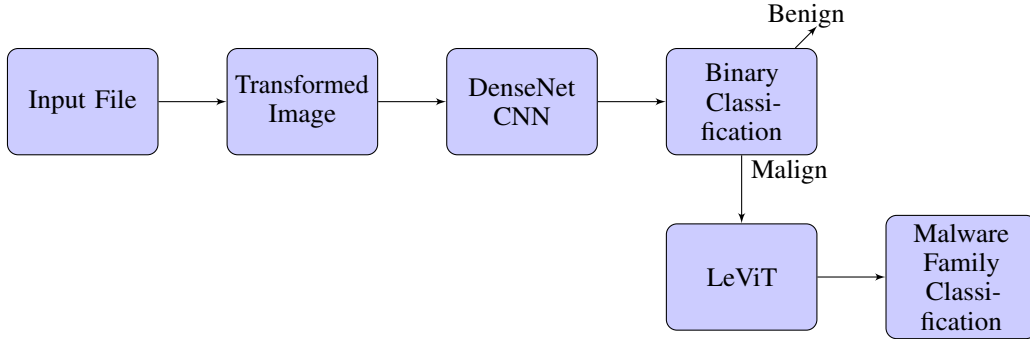 Benign
Input File
Transformed
Image
DenseNet
CNN
Binary
Classi-
fication
Malign
LeViT
Malware
Family
Classi-
fication